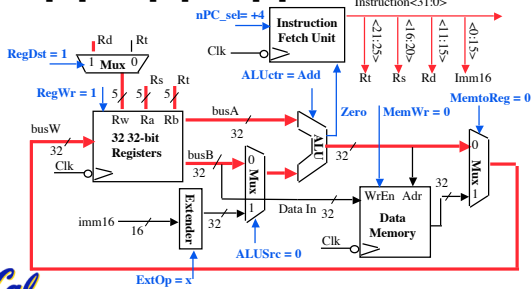 Instruction<31:0>
nPC_sel= +4
Instruction
Fetch Unit
Clk
<21:25>
<16:20>
<11:15>
<0:15>
Rt
Rs
Rd
Imm16
Rd
Rt
RegDst = 1
1 Mux 0
RegWr = 1
5
5
5
Rs
Rt
Rw Ra Rb
32 32-bit
Registers
busW
32
Clk
busA
32
busB
32
ALUctr = Add
ALU
Zero
32
MemWr = 0
MemtoReg = 0
0
Mux
1
0
Mux
1
imm16
16
Extender
32
Data In
32
WrEn Adr
Data
Memory
32
Clk
ALUSrc = 0
ExtOp = x
Cal